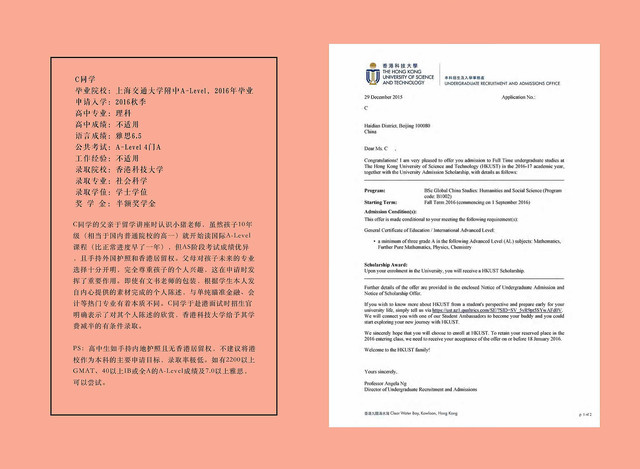 C同学
毕业院校：上海交通大学附中A-Level，2016年毕业
申请入学：2016秋季
高中专业：理科
高中成绩：不适用
语言成绩：雅思6.5
公共考试：A-Level 4门A
工作经验：不适用
录取院校：香港科技大学
录取专业：社会科学
录取学位：学士学位
奖 学 金：半额奖学金
C同学的父亲于留学讲座时认识小猪老师，虽然孩子10年
级（相当于国内普通院校的高一）就开始读国际A-Level
课程（比正常进度早了一年），但AS阶段考试成绩优异
，且手持外国护照和香港居留权。父母对孩子未来的专业
选择十分开明，完全尊重孩子的个人兴趣，这在申请时发
挥了重要作用。即使有文书老师的包装，根据学生本人发
自内心提供的素材完成的个人陈述，与单纯瞄准金融、会
计等热门专业有着本质不同。C同学于赴港面试时招生官
明确表示了对其个人陈述的欣赏，香港科技大学给予其学
费减半的有条件录取。
PS：高中生如手持内地护照且无香港居留权，不建议将港
校作为本科的主要申请目标，录取率极低。如有2200以上
GMAT、40以上IB或全A的A-Level成绩及7.0以上雅思，
可以尝试。
香港科技大學
THE HONG KONG
UNIVERSITY OF SCIENCE
AND TECHNOLOGY
本科招生及入學事務處
UNDERGRADUATE RECRUITMENT AND ADMISSIONS OFFICE
29 December 2015
Application No.:
C
Haidian District, Beijing 100080
China
Dear Ms. C
Congratulations! I am very pleased to offer you admission to Full Time undergraduate studies at
The Hong Kong University of Science and Technology (HKUST) in the 2016-17 academic year,
together with the University Admission Scholarship, with details as follows:
Program: BSc Global China Studies: Humanities and Social Science (Program
code: B1002)
Starting Term: Fall Term 2016 (commencing on 1 September 2016)
Admission Condition(s):
This offer is made conditional to your meeting the following requirement(s):
General Certificate of Education / International Advanced Level:
• a minimum of three grade A in the following Advanced Level (AL) subjects: Mathematics,
Further Pure Mathematics, Physics, Chemistry
Scholarship Award:
Upon your enrollment in the University, you will receive a HKUST Scholarship.
Further details of the offer are provided in the enclosed Notice of Undergraduate Admission and
Notice of Scholarship Offer.
If you wish to know more about HKUST from a student's perspective and prepare early for your
university life, simply tell us via
We will connect you with one of our Student Ambassadors to become your buddy and you could
start exploring your new journey with HKUST.
We sincerely hope that you will choose to enroll at HKUST. To retain your reserved place in the
2016 entering class, we need to receive your acceptance of the offer on or before 18 January 2016.
Welcome to the HKUST family!
Yours sincerely,
Professor Angela Ng
Director of Undergraduate Recruitment and Admissions
Clear Water Bay, Kowloon, Hong Kong
p 1 of 2